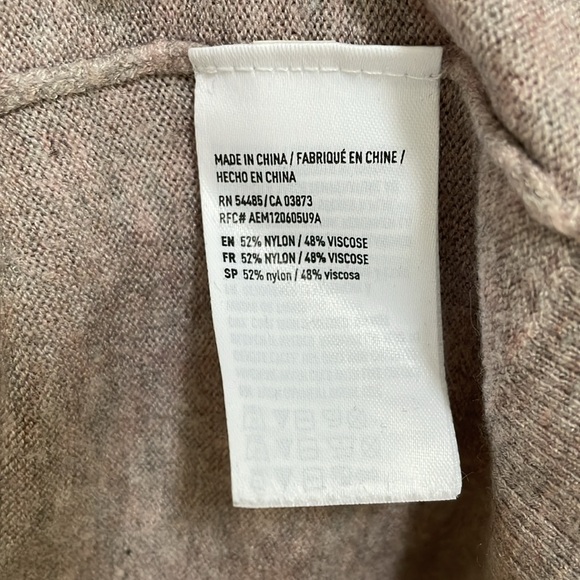 MADE IN CHINA / FABRIQUÉ EN CHINE /
HECHO EN CHINA
RN 54485/CA 03873
RFC# AEM120605U9A
EN 52% NYLON / 48% VISCOSE
FR 52% NYLON / 48% VISCOSE
SP 52% nylon / 48% viscosa